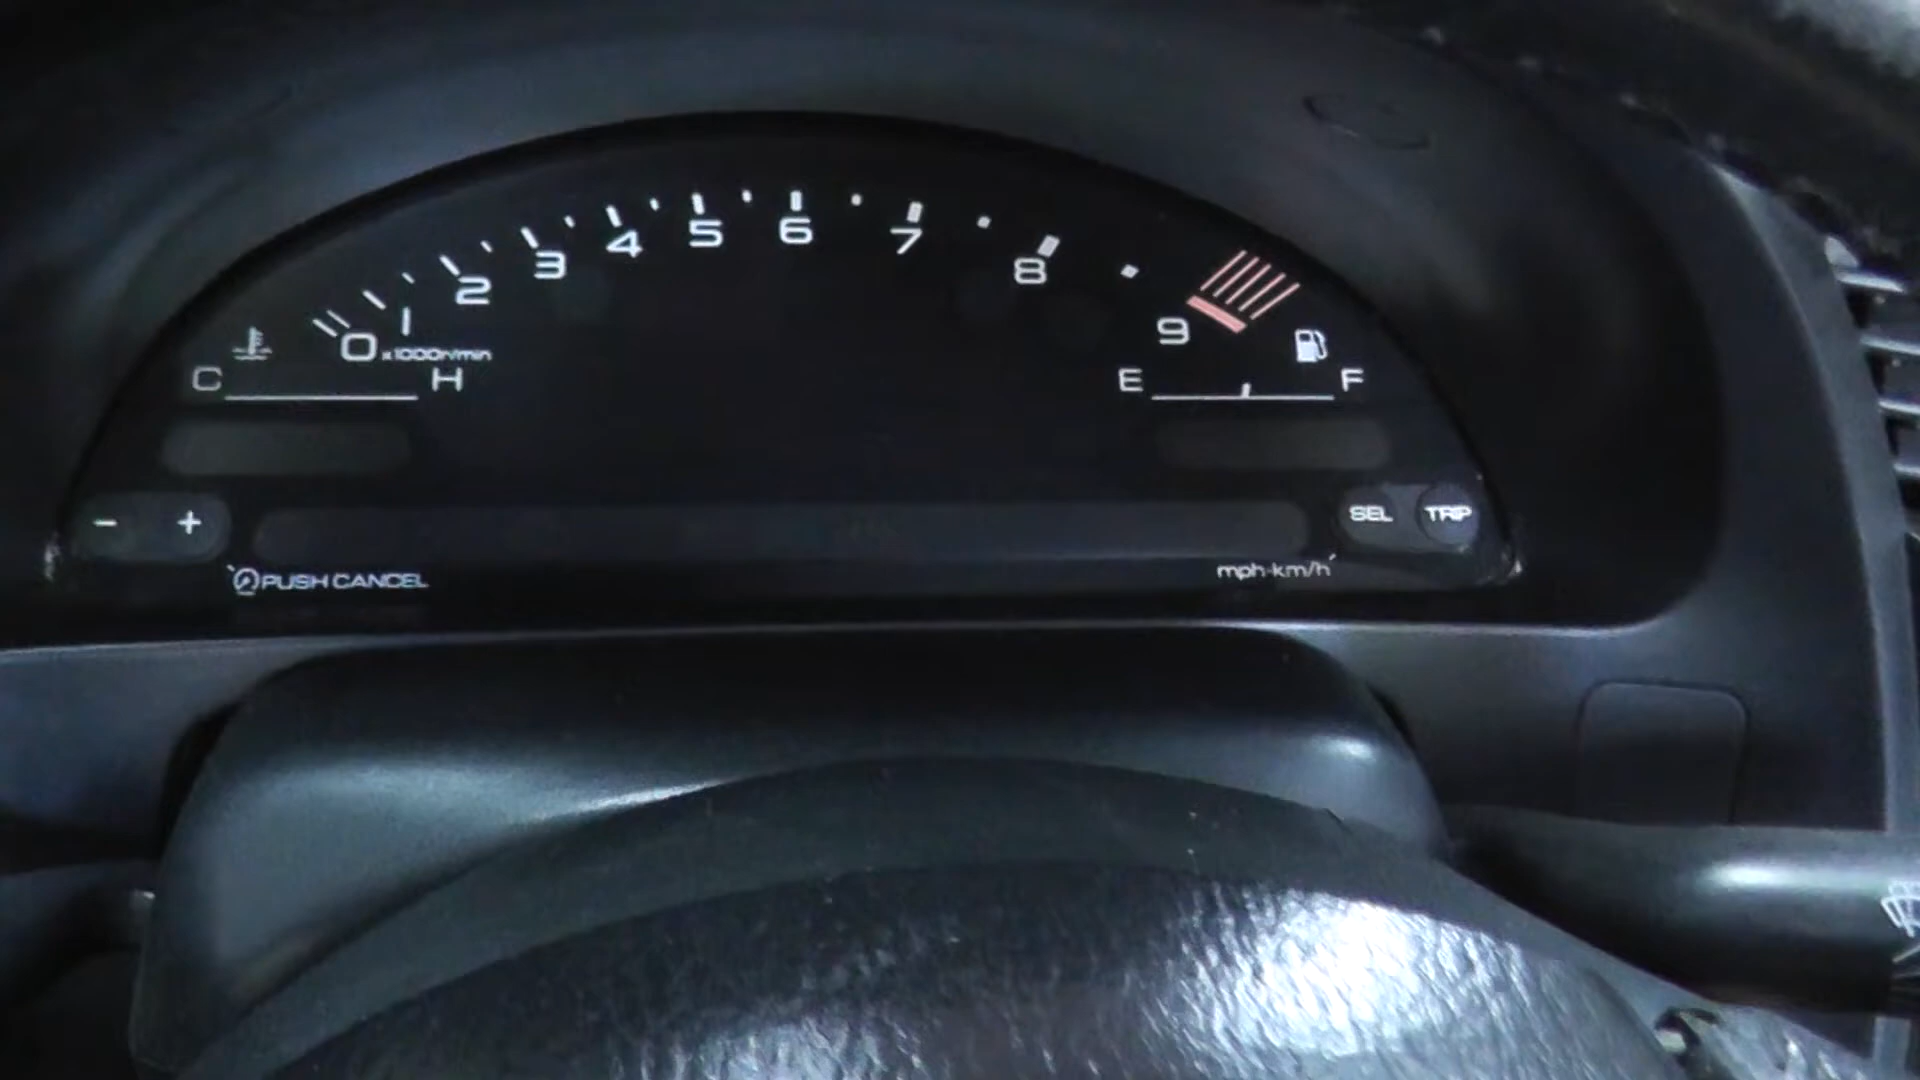 0 1 2 3 4 5 6 7 8 9
x1000r/min
C H
E F
- +
SEL TRIP
PUSH CANCEL
mph·km/h